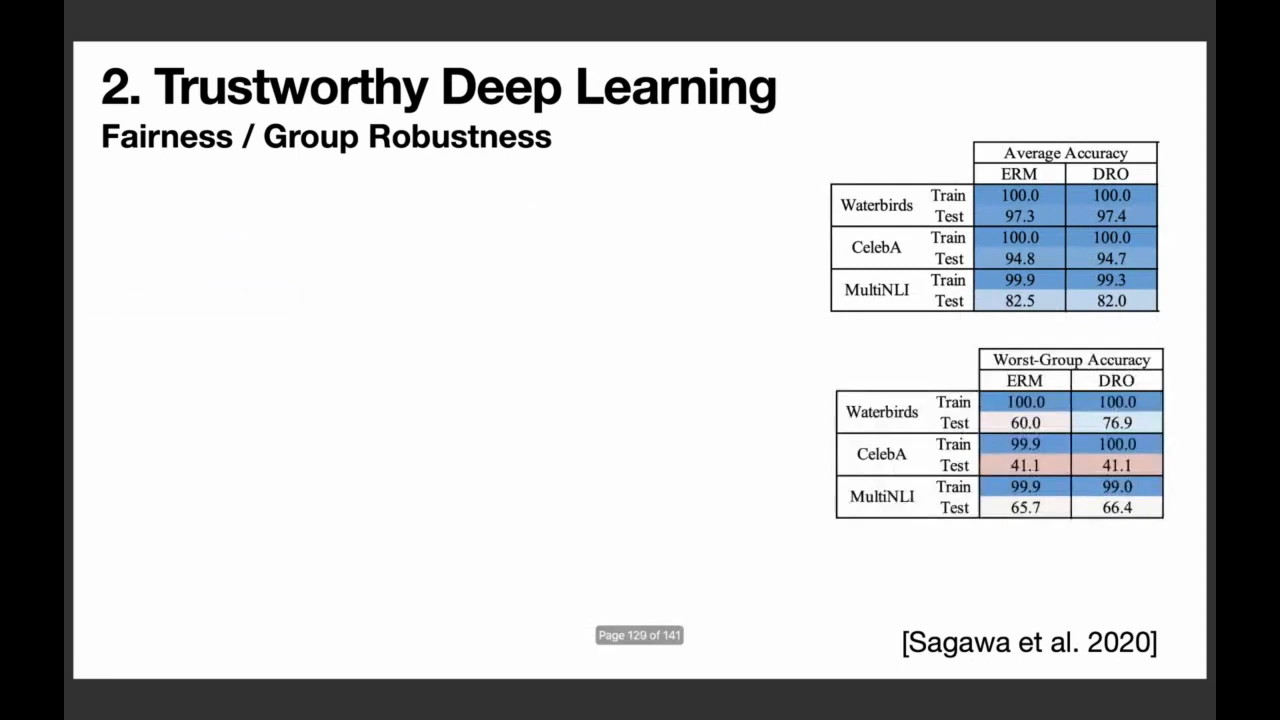 2. Trustworthy Deep Learning
Fairness / Group Robustness
Average Accuracy
ERM DRO
Waterbirds Train 100.0 100.0
Test 97.3 97.4
CelebA Train 100.0 100.0
Test 94.8 94.7
MultiNLI Train 99.9 99.3
Test 82.5 82.0
Worst-Group Accuracy
ERM DRO
Waterbirds Train 100.0 100.0
Test 60.0 76.9
CelebA Train 99.9 100.0
Test 41.1 41.1
MultiNLI Train 99.9 99.0
Test 65.7 66.4
Page 129 of 141
[Sagawa et al. 2020]